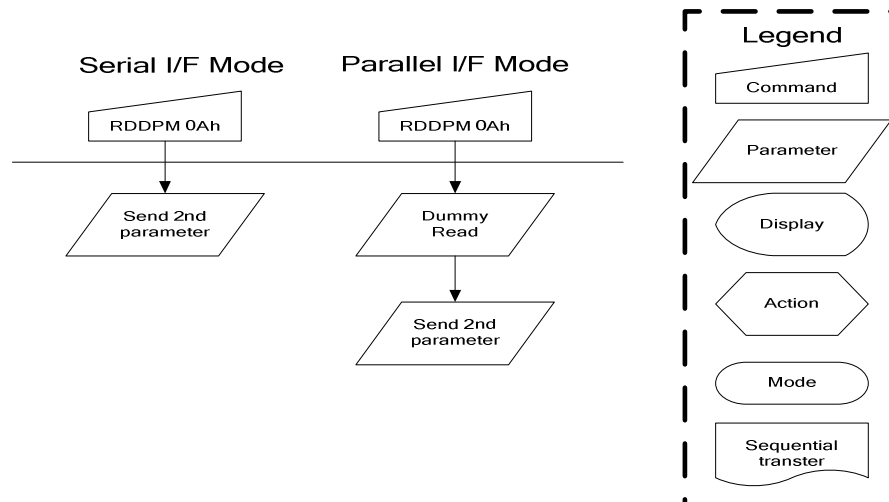 Serial I/F Mode
RDDPM 0Ah
Send 2nd
parameter
Parallel I/F Mode
RDDPM 0Ah
Dummy
Read
Send 2nd
parameter
Legend
Command
Parameter
Display
Action
Mode
Sequential
transter